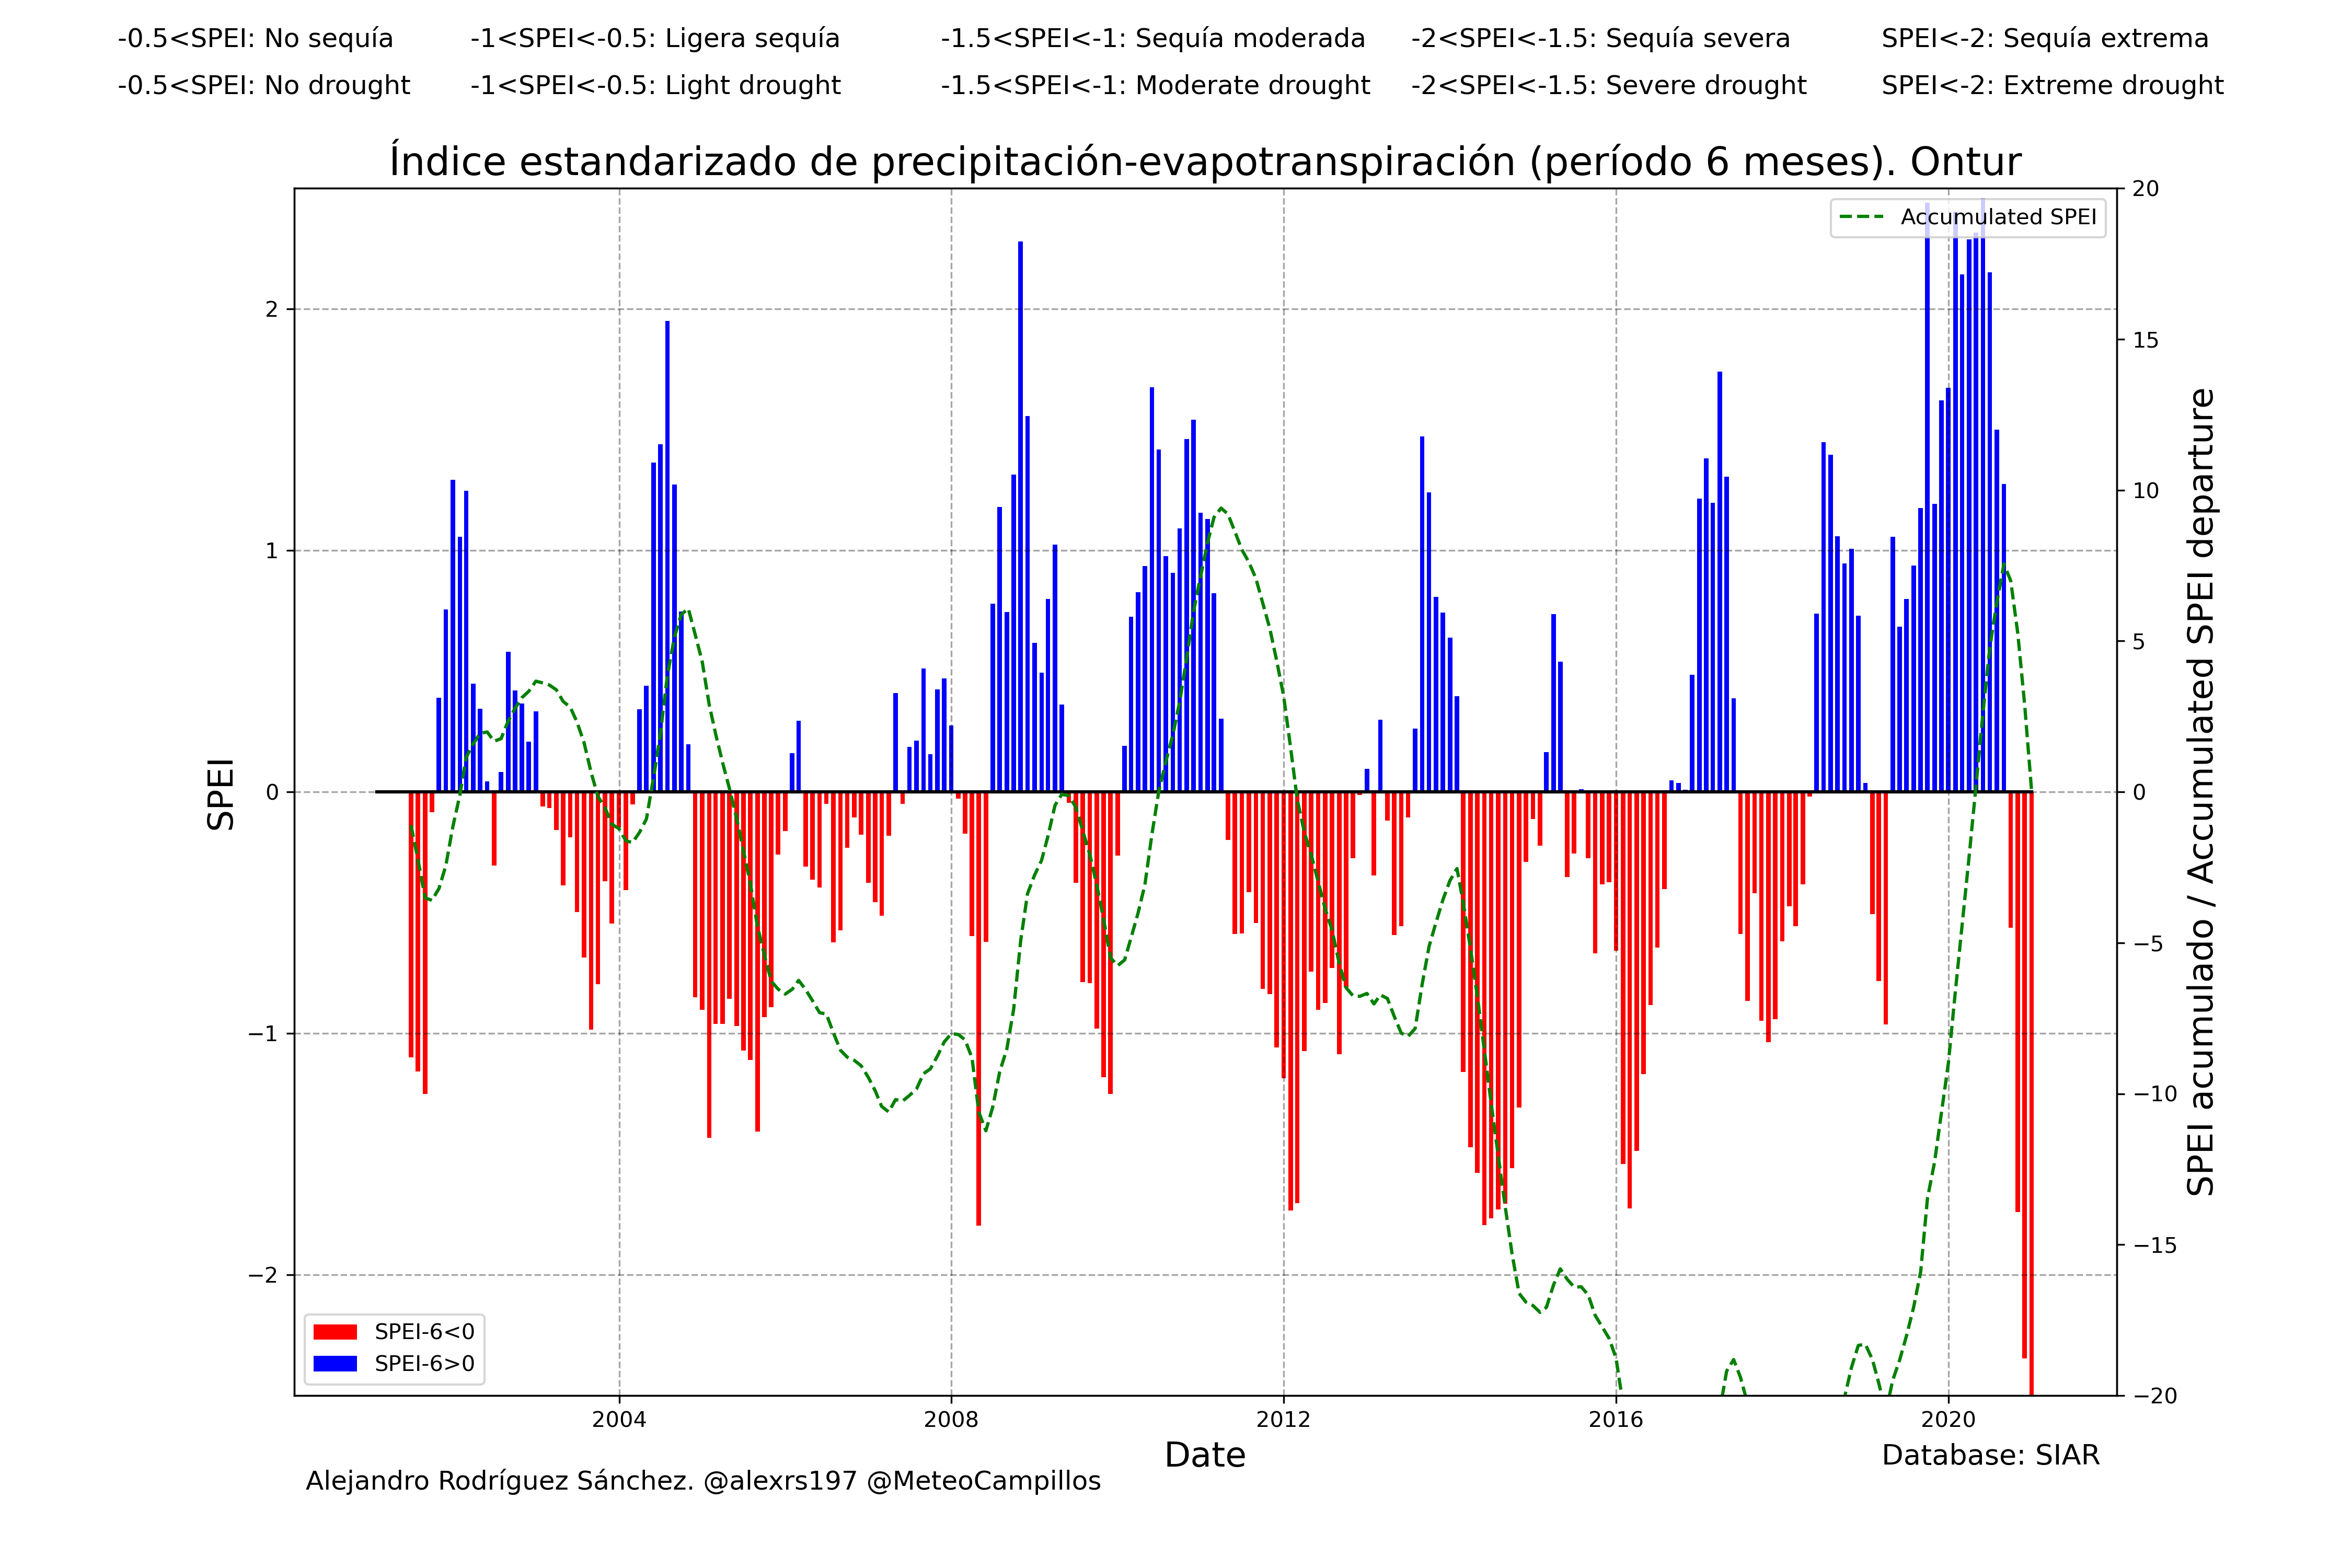 -0.5<SPEI: No sequía -1<SPEI<-0.5: Ligera sequía -1.5<SPEI<-1: Sequía moderada -2<SPEI<-1.5: Sequía severa SPEI<-2: Sequía extrema
-0.5<SPEI: No drought -1<SPEI<-0.5: Light drought -1.5<SPEI<-1: Moderate drought -2<SPEI<-1.5: Severe drought SPEI<-2: Extreme drought
Índice estandarizado de precipitación-evapotranspiración (período 6 meses). Ontur
Accumulated SPEI
SPEI
2
1
0
−1
−2
20
15
10
5
0
−5
−10
−15
−20
SPEI acumulado / Accumulated SPEI departure
SPEI-6<0
SPEI-6>0
2004 2008 2012 2016 2020
Date
Database: SIAR
Alejandro Rodríguez Sánchez. @alexrs197 @MeteoCampillos